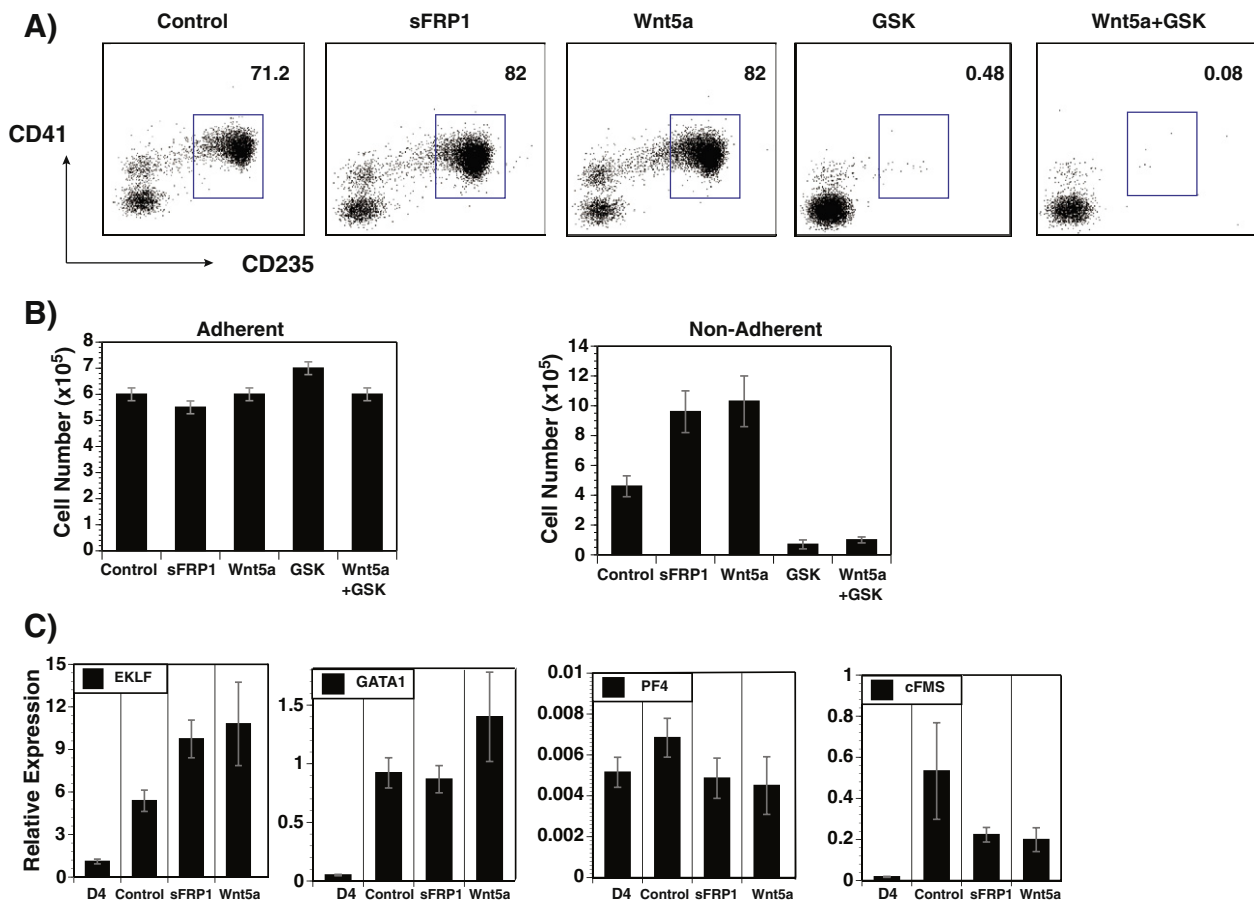 A)
Control sFRP1 Wnt5a GSK Wnt5a+GSK
71.2 82 82 0.48 0.08
CD41
CD235
B)
Adherent
Cell Number (x10⁵)
8
7
6
5
4
3
2
1
0
Control sFRP1 Wnt5a GSK Wnt5a
+GSK
Non-Adherent
Cell Number (x10⁵)
14
12
10
8
6
4
2
0
Control sFRP1 Wnt5a GSK Wnt5a
+GSK
C)
Relative Expression
EKLF
15
12
9
6
3
0
D4 Control sFRP1 Wnt5a
GATA1
1.5
1
0.5
0
D4 Control sFRP1 Wnt5a
PF4
0.01
0.008
0.006
0.004
0.002
0
D4 Control sFRP1 Wnt5a
cFMS
1
0.8
0.6
0.4
0.2
0
D4 Control sFRP1 Wnt5a